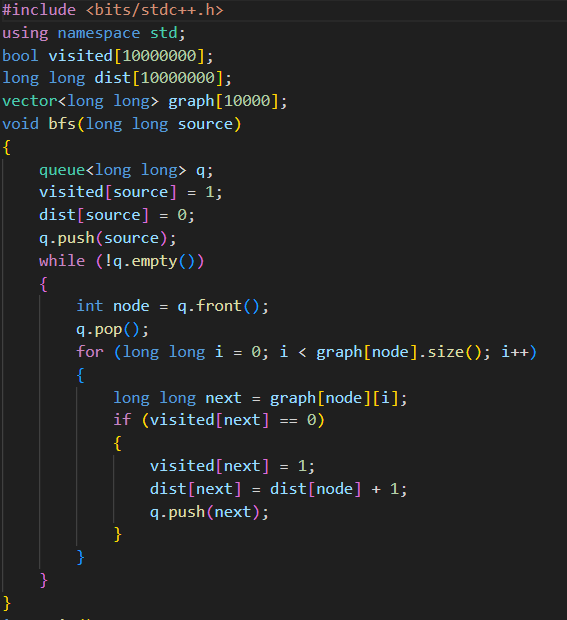 #include <bits/stdc++.h>
using namespace std;
bool visited[10000000];
long long dist[10000000];
vector<long long> graph[10000];
void bfs(long long source)
{
    queue<long long> q;
    visited[source] = 1;
    dist[source] = 0;
    q.push(source);
    while (!q.empty())
    {
        int node = q.front();
        q.pop();
        for (long long i = 0; i < graph[node].size(); i++)
        {
            long long next = graph[node][i];
            if (visited[next] == 0)
            {
                visited[next] = 1;
                dist[next] = dist[node] + 1;
                q.push(next);
            }
        }
    }
}